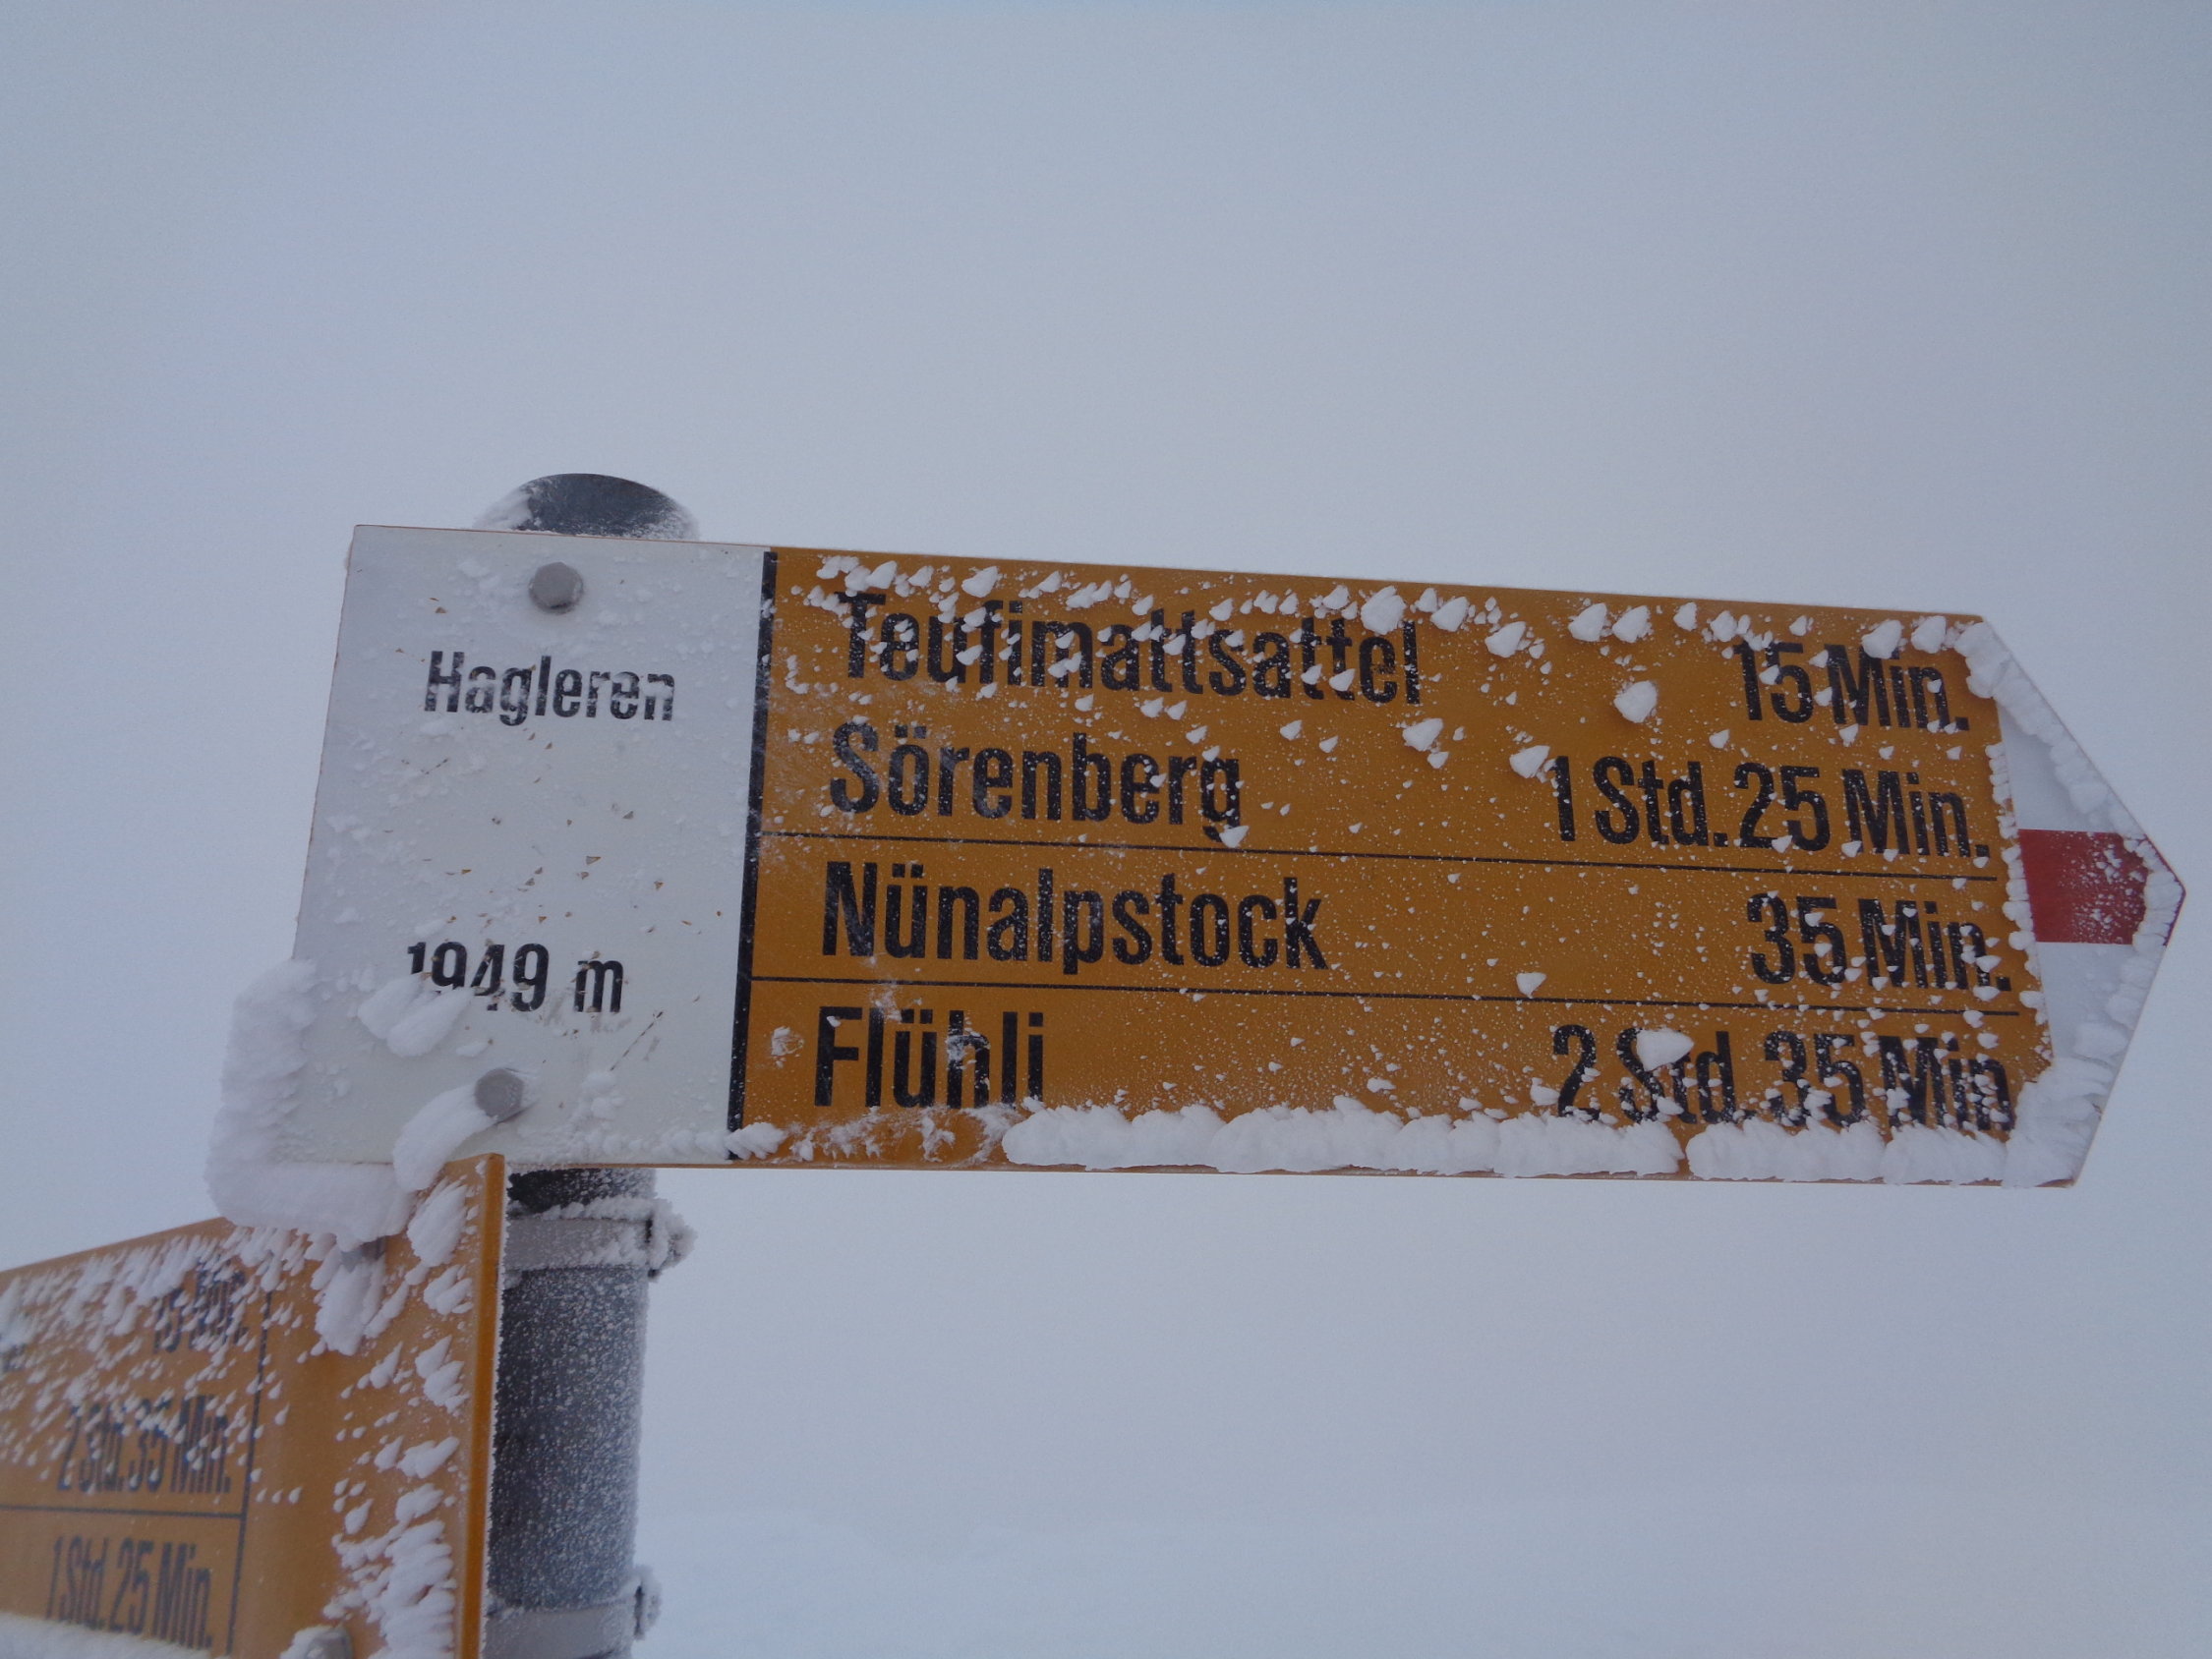 Hagleren
1949 m
Teufimattsattel 15 Min.
Sörenberg 1 Std. 25 Min.
Nünalpstock 35 Min.
Flühli 2 Std. 35 Min
2 Std. 35 Min.
1 Std. 25 Min.